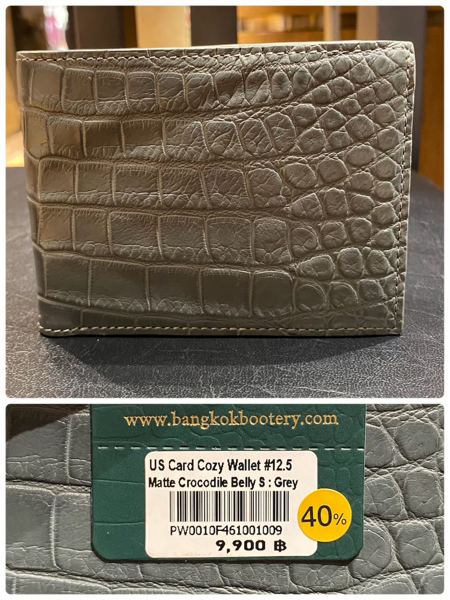 www.bangkokbootery.com
US Card Cozy Wallet #12.5
Matte Crocodile Belly S : Grey
PW0010F461001009
40%
9,900 ฿